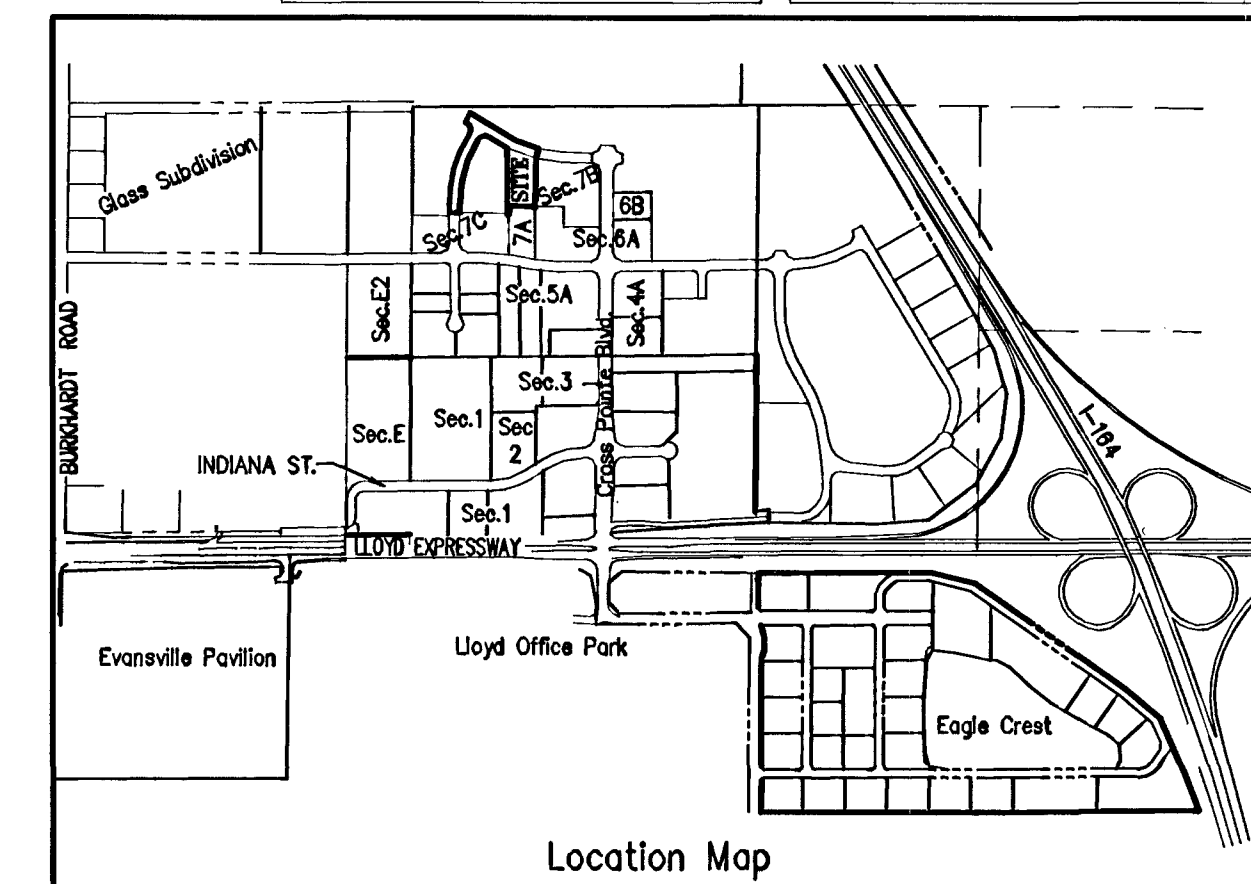 Glass Subdivision
SITE
Sec.7B
6B
Sec.7C
7A
Sec.6A
BURKHARDT ROAD
Sec.E2
Sec.5A
Sec.4A
Cross Pointe Blvd.
Sec.3
Sec.E
Sec.1
Sec
2
I-164
INDIANA ST.
Sec.1
LLOYD EXPRESSWAY
Evansville Pavilion
Lloyd Office Park
Eagle Crest
Location Map